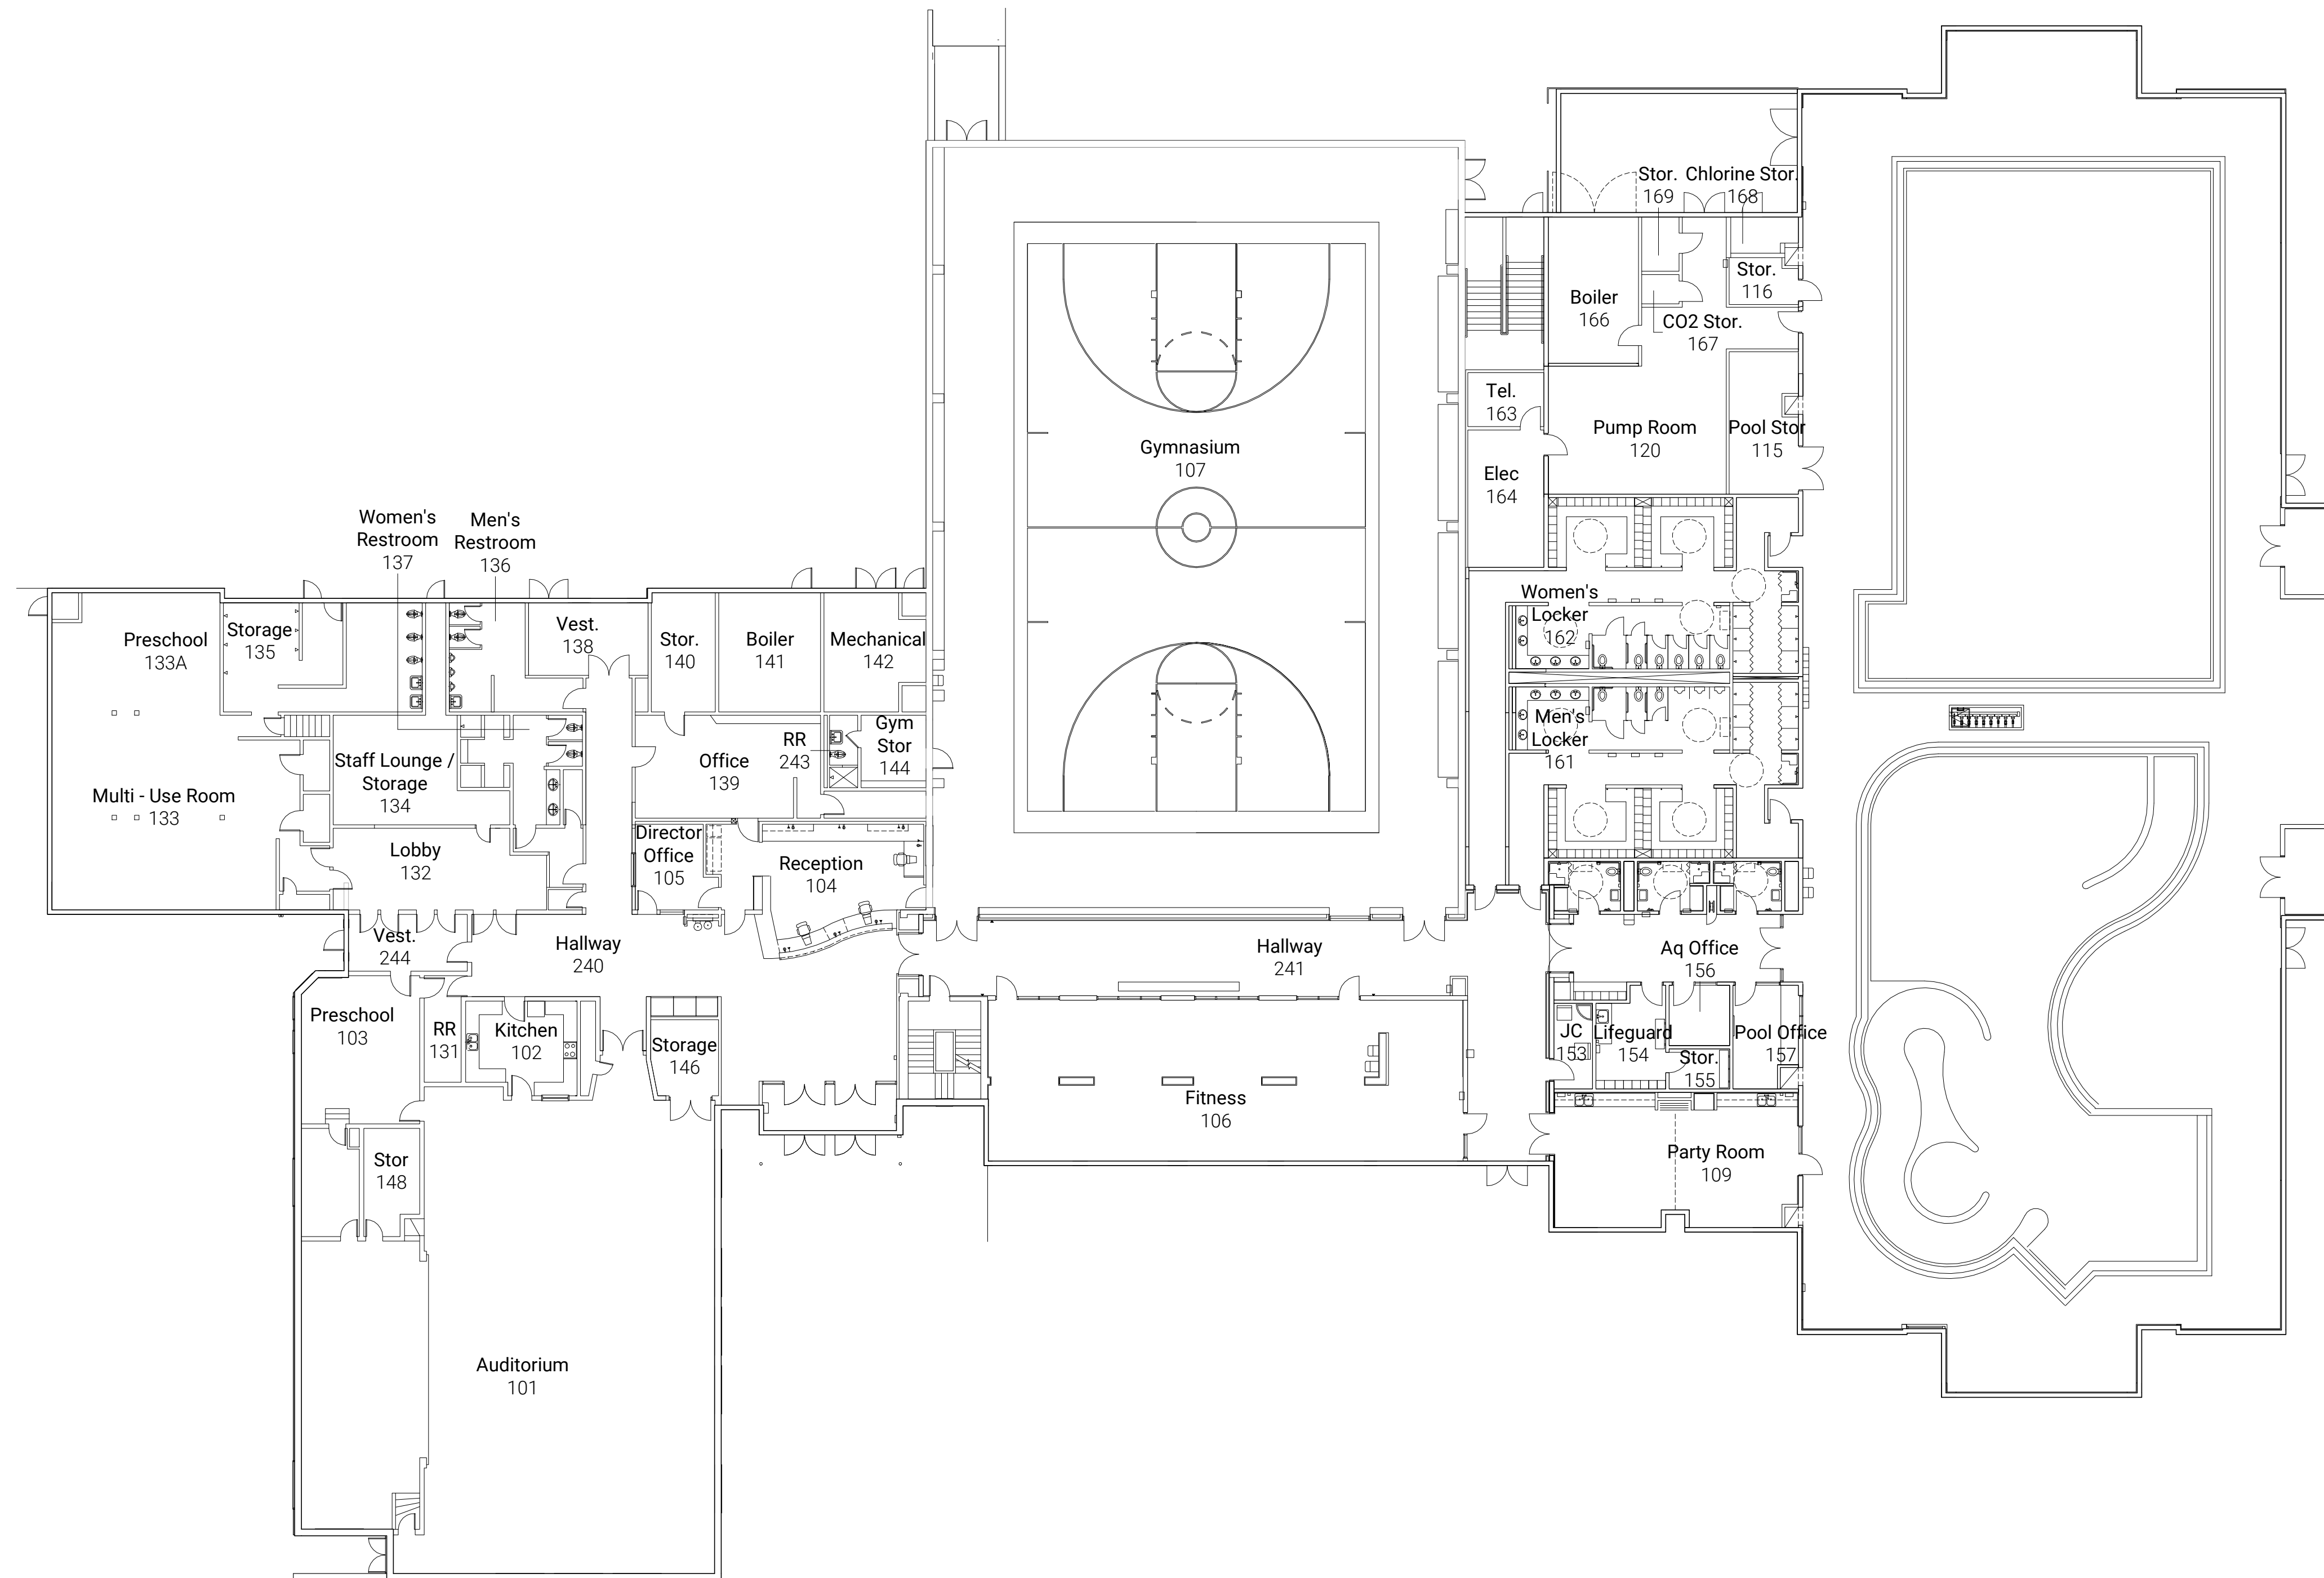 Stor.
169
Chlorine Stor.
168
Stor.
116
Boiler
166
CO2 Stor.
167
Tel.
163
Pump Room
120
Pool Stor
115
Gymnasium
107
Elec
164
Women's
Restroom
137
Men's
Restroom
136
Women's
Locker
162
Preschool
133A
Storage
135
Vest.
138
Stor.
140
Boiler
141
Mechanical
142
Men's
Locker
161
Gym
Stor
144
RR
243
Office
139
Staff Lounge /
Storage
134
Multi - Use Room
133
Director
Office
105
Lobby
132
Reception
104
Vest.
244
Hallway
240
Hallway
241
Aq Office
156
Preschool
103
RR
131
Kitchen
102
Storage
146
JC
153
Lifeguard
154
Stor.
155
Pool Office
157
Fitness
106
Party Room
109
Stor
148
Auditorium
101